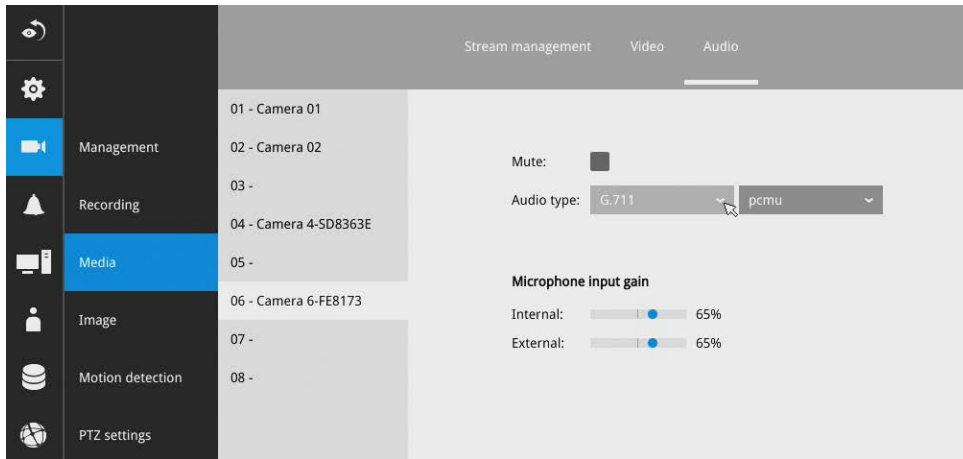 Stream management Video Audio
Management
Recording
Media
Image
Motion detection
PTZ settings
01 - Camera 01
02 - Camera 02
03 -
04 - Camera 4-SD8363E
05 -
06 - Camera 6-FE8173
07 -
08 -
Mute:
Audio type: G.711 pcmu
Microphone input gain
Internal: 65%
External: 65%